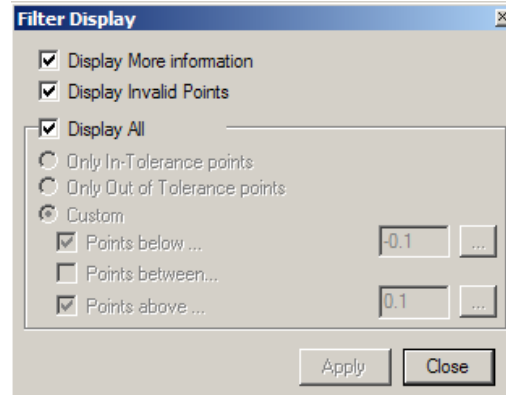 Filter Display
Display More information
Display Invalid Points
Display All
Only In-Tolerance points
Only Out of Tolerance points
Custom
Points below ... -0.1 ...
Points between...
Points above ... 0.1 ...
Apply Close